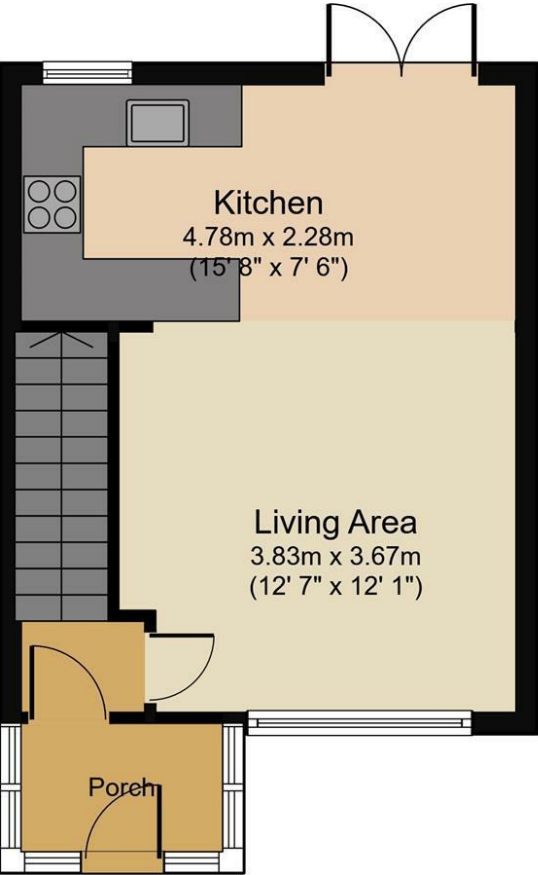 Kitchen
4.78m x 2.28m
(15' 8" x 7' 6")
Living Area
3.83m x 3.67m
(12' 7" x 12' 1")
Porch